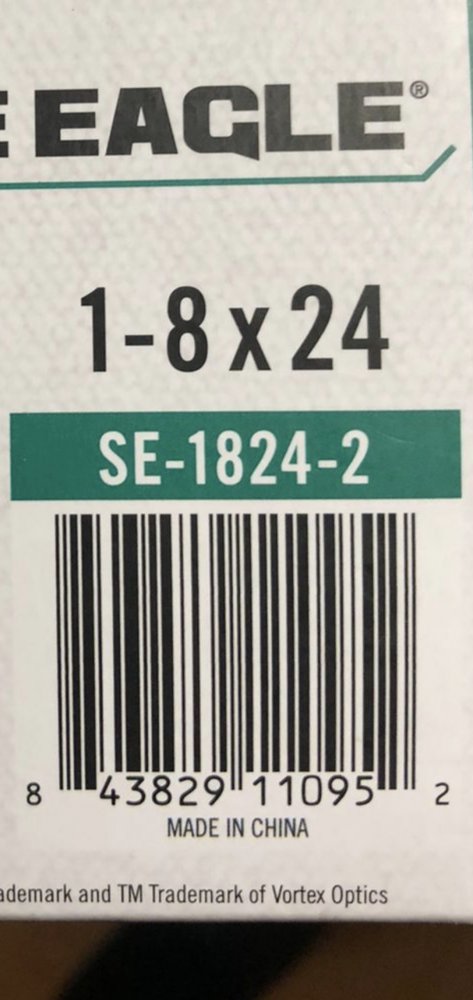 E EAGLE®
1-8 x 24
SE-1824-2
8 43829 11095 2
MADE IN CHINA
ademark and TM Trademark of Vortex Optics